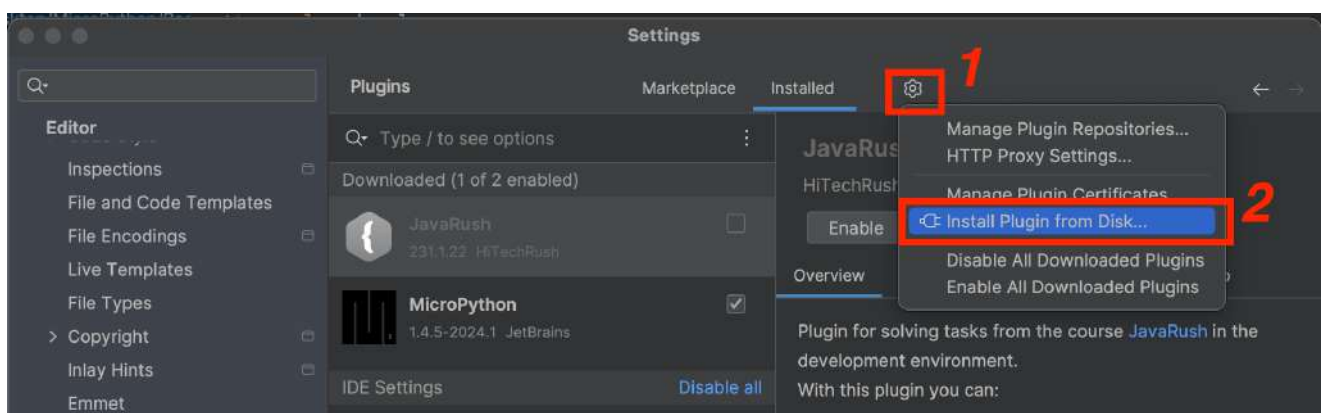 Settings
Plugins
Marketplace
Installed
1
Editor
Inspections
File and Code Templates
File Encodings
Live Templates
File Types
Copyright
Inlay Hints
Emmet
Type / to see options
Downloaded (1 of 2 enabled)
JavaRush
231.1.22 HiTechRush
MicroPython
1.4.5-2024.1 JetBrains
IDE Settings
Disable all
JavaRus
HiTechRush
Enable
Overview
Manage Plugin Repositories...
HTTP Proxy Settings...
Manage Plugin Certificates
Install Plugin from Disk...
2
Disable All Downloaded Plugins
Enable All Downloaded Plugins
Plugin for solving tasks from the course JavaRush in the
development environment.
With this plugin you can: